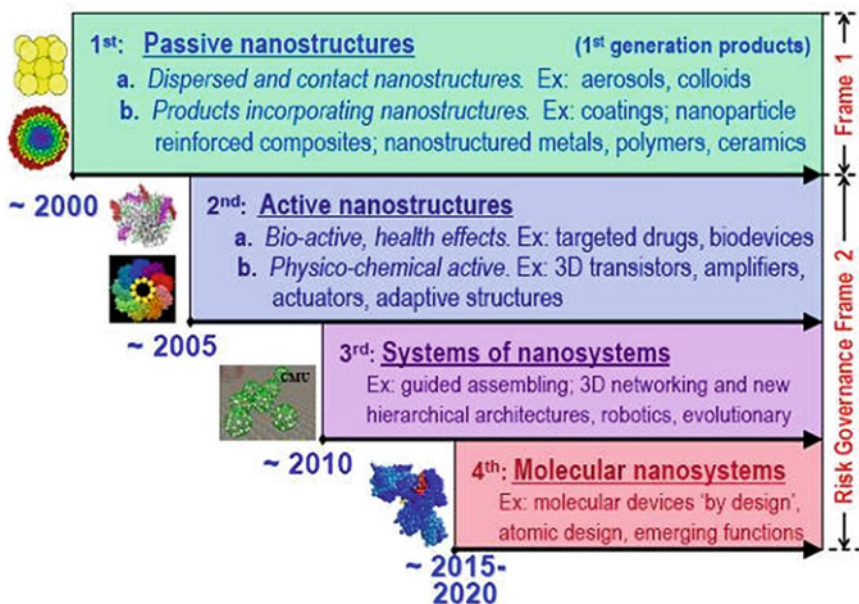 1st: Passive nanostructures (1st generation products)
a. Dispersed and contact nanostructures. Ex: aerosols, colloids
b. Products incorporating nanostructures. Ex: coatings; nanoparticle
reinforced composites; nanostructured metals, polymers, ceramics
Frame 1
~ 2000
2nd: Active nanostructures
a. Bio-active, health effects. Ex: targeted drugs, biodevices
b. Physico-chemical active. Ex: 3D transistors, amplifiers,
actuators, adaptive structures
~ 2005
CMU
3rd: Systems of nanosystems
Ex: guided assembling; 3D networking and new
hierarchical architectures, robotics, evolutionary
~ 2010
4th: Molecular nanosystems
Ex: molecular devices ‘by design’,
atomic design, emerging functions
~ 2015-
2020
Risk Governance Frame 2